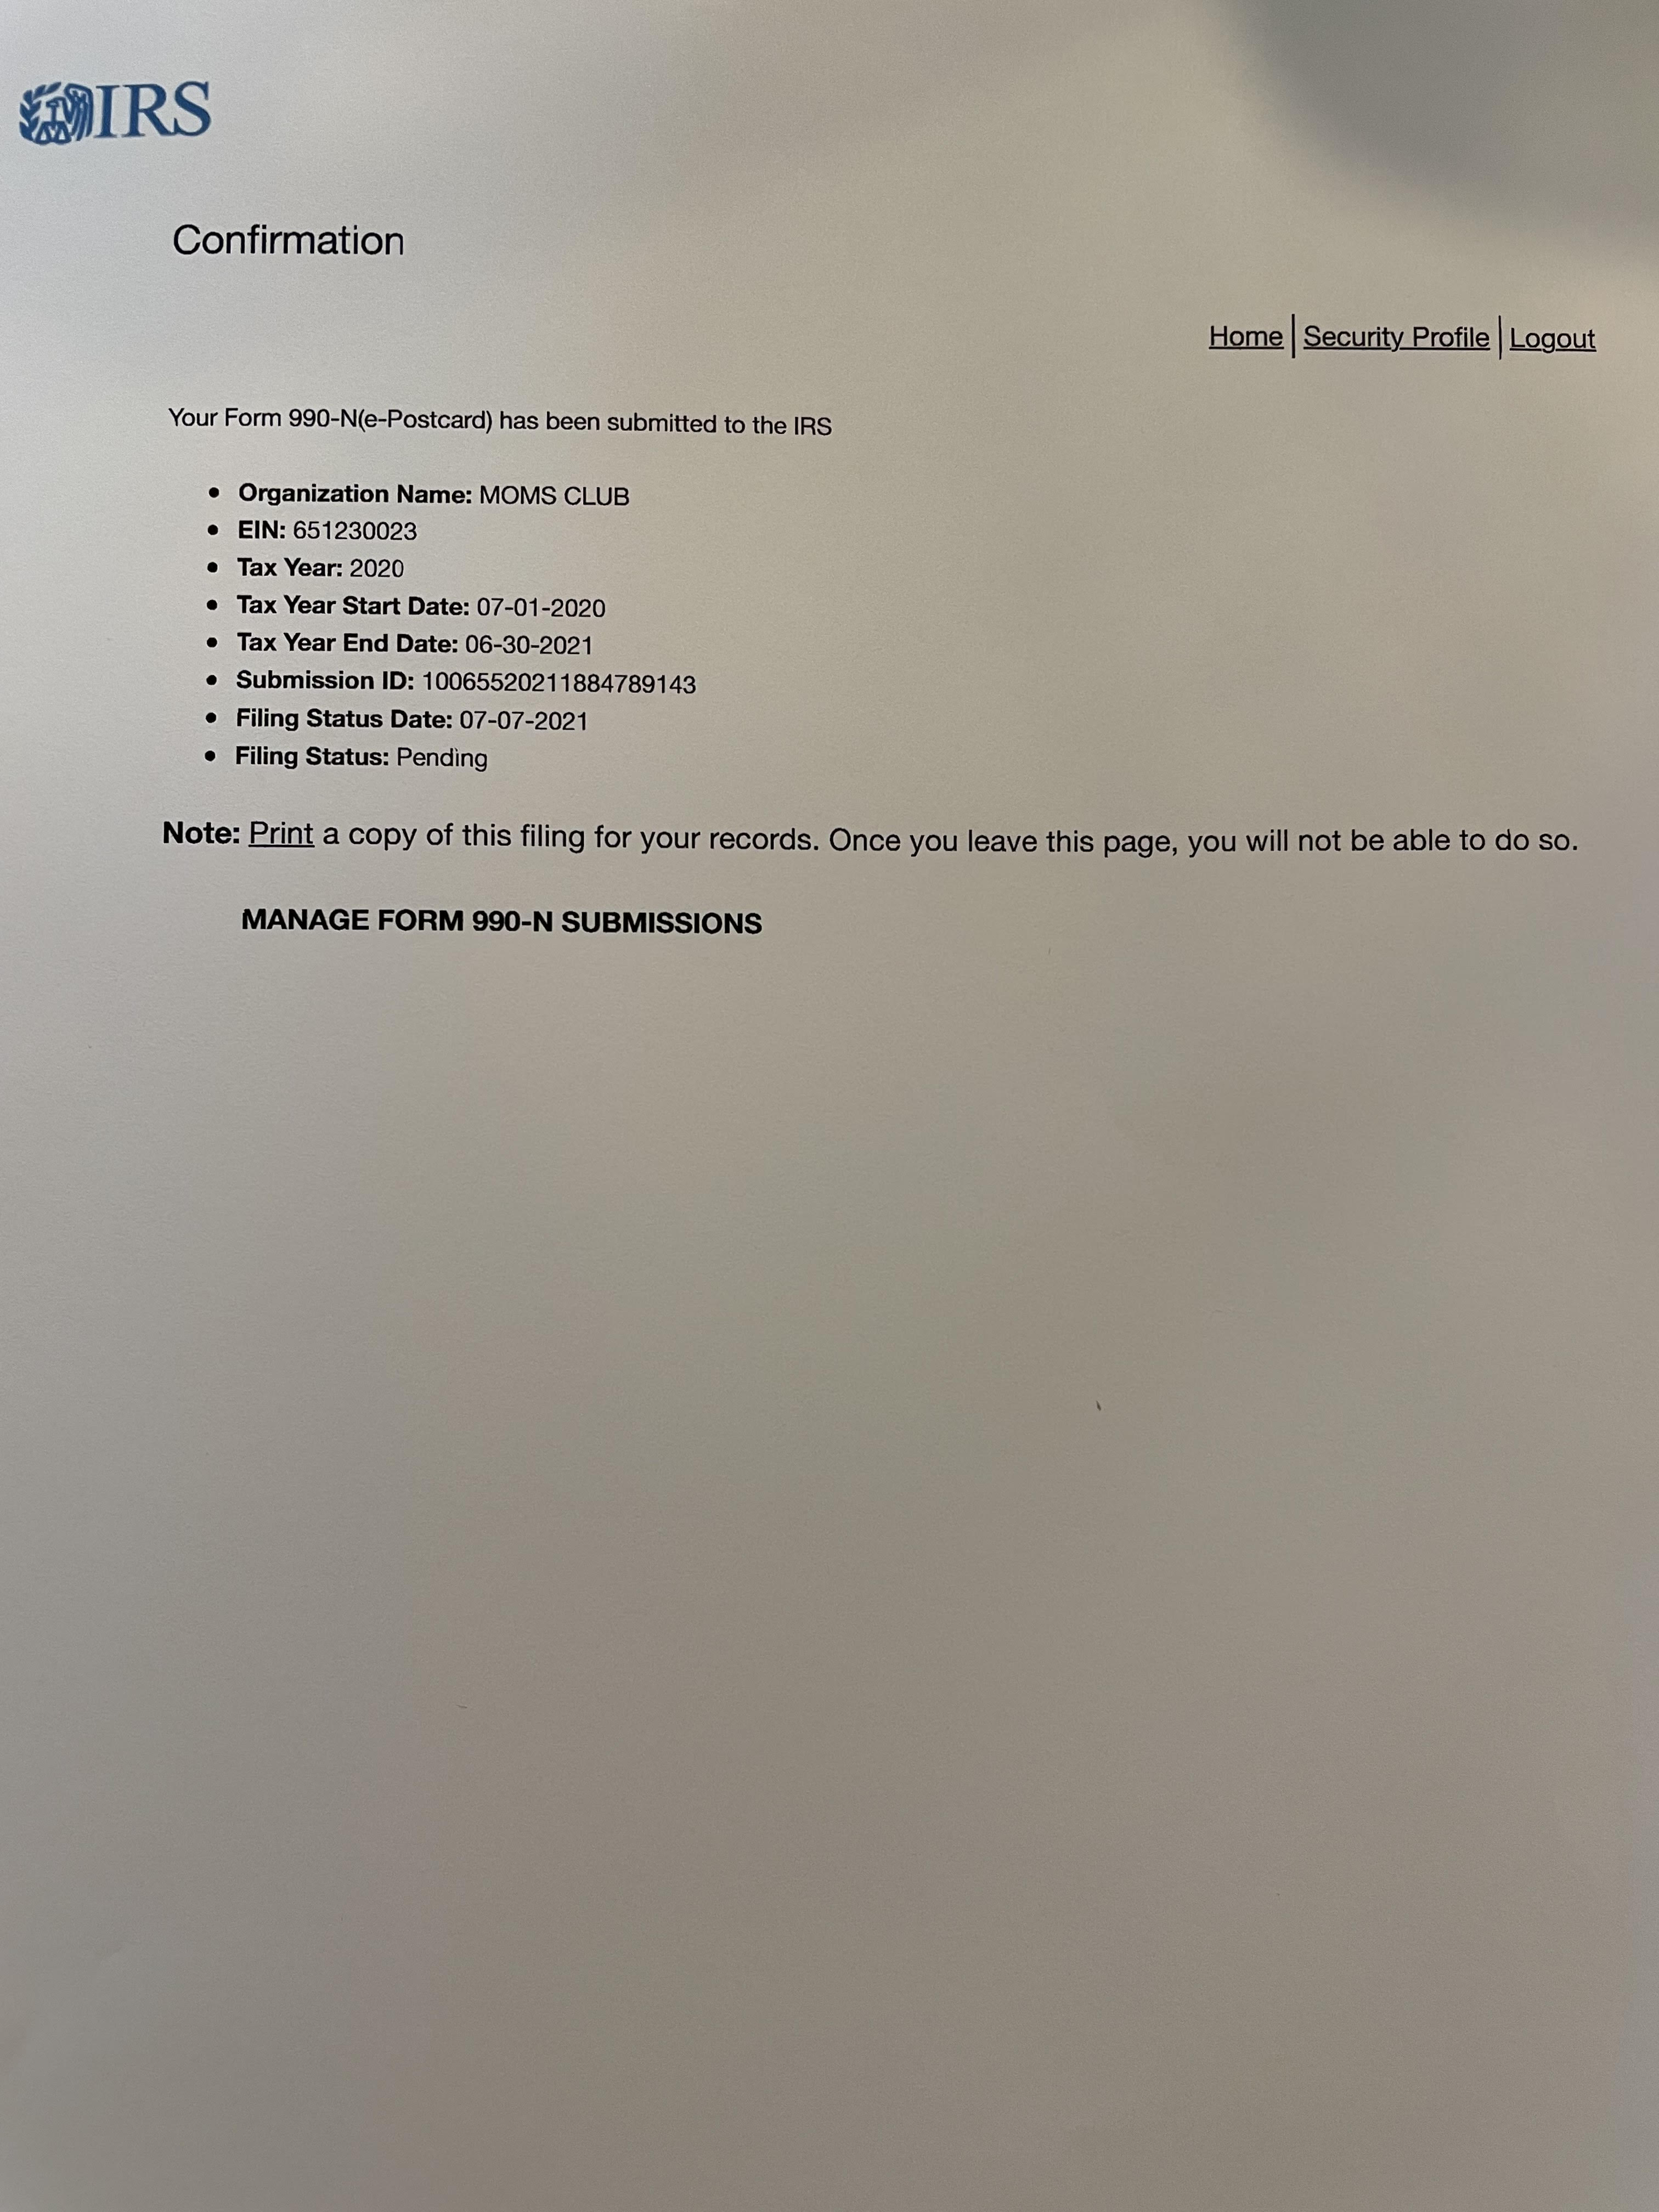 IRS
Confirmation
Home | Security Profile | Logout
Your Form 990-N(e-Postcard) has been submitted to the IRS
• Organization Name: MOMS CLUB
• EIN: 651230023
• Tax Year: 2020
• Tax Year Start Date: 07-01-2020
• Tax Year End Date: 06-30-2021
• Submission ID: 10065520211884789143
• Filing Status Date: 07-07-2021
• Filing Status: Pending
Note: Print a copy of this filing for your records. Once you leave this page, you will not be able to do so.
MANAGE FORM 990-N SUBMISSIONS